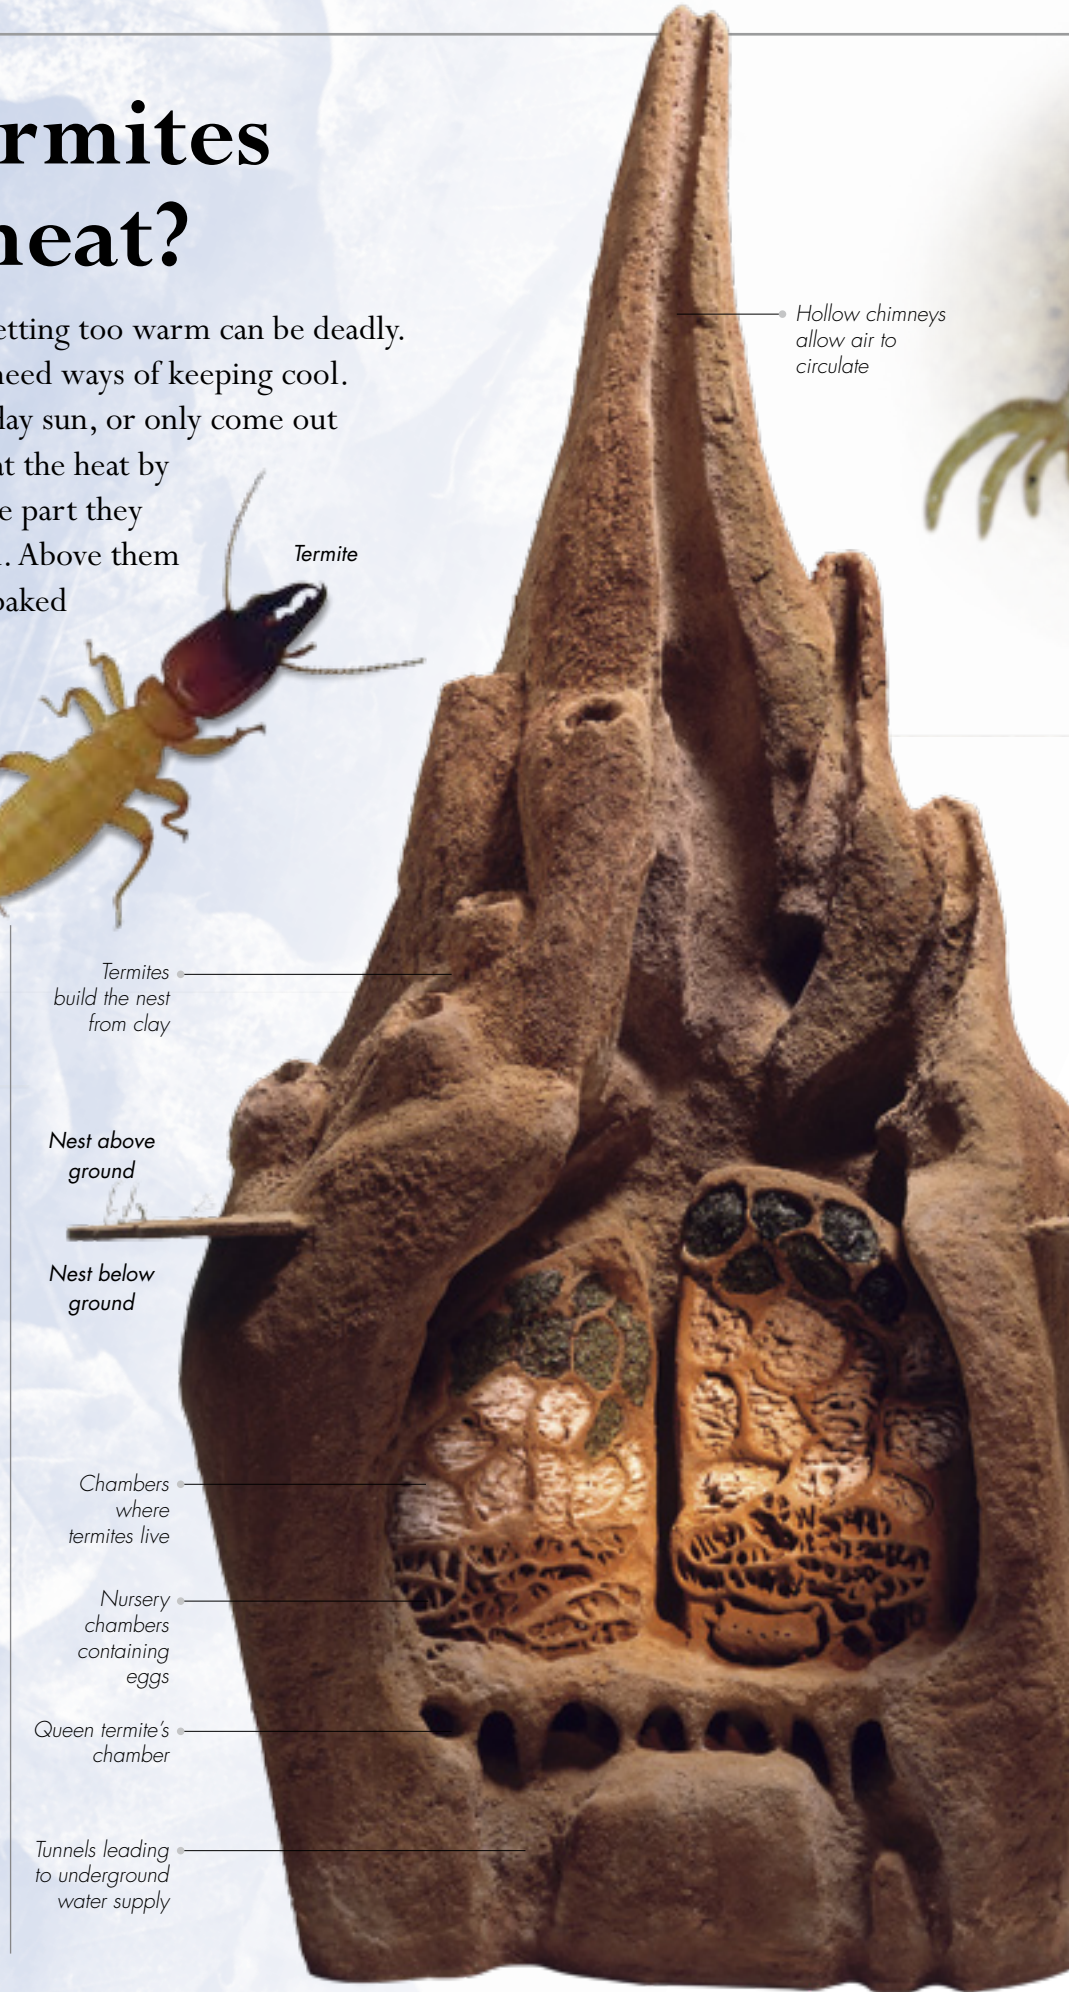 ermites
heat?
etting too warm can be deadly.
need ways of keeping cool.
day sun, or only come out
at the heat by
e part they
. Above them
baked
Termite
Hollow chimneys
allow air to
circulate
Termites
build the nest
from clay
Nest above
ground
Nest below
ground
Chambers
where
termites live
Nursery
chambers
containing
eggs
Queen termite's
chamber
Tunnels leading
to underground
water supply